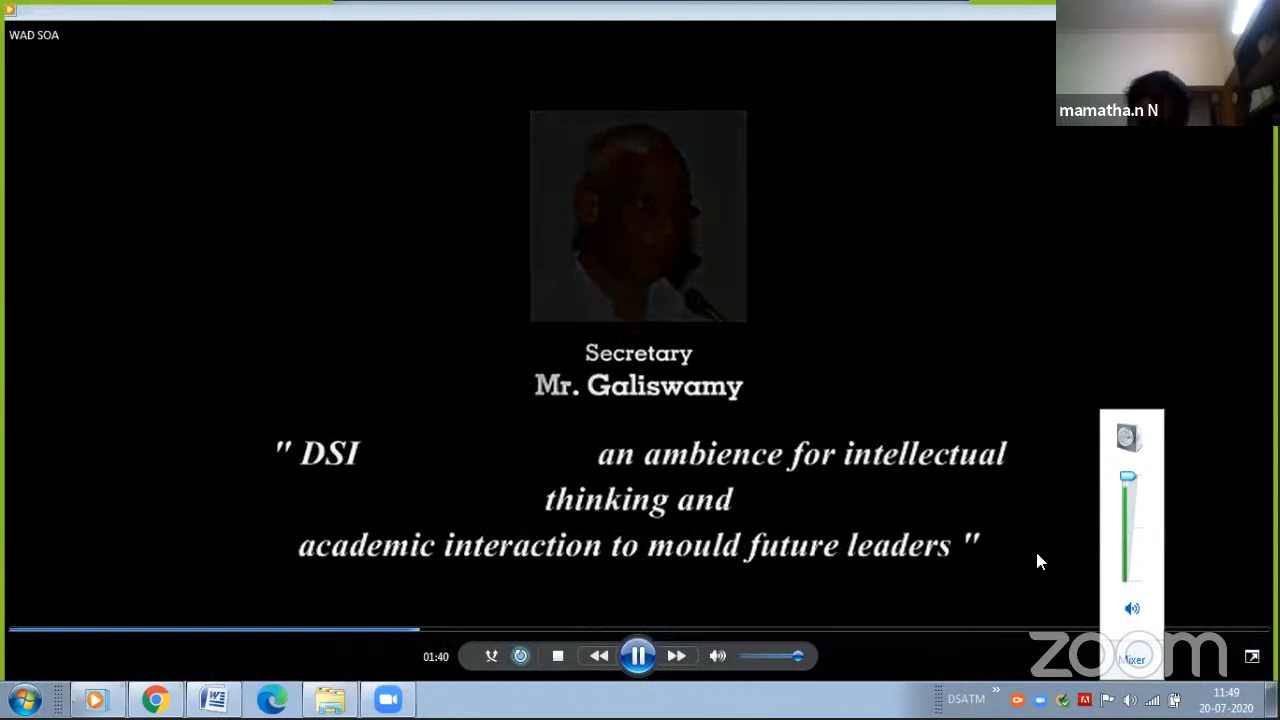 WAD SOA
mamatha.n N
Secretary
Mr. Galiswamy
" DSI an ambience for intellectual
thinking and
academic interaction to mould future leaders "
01:40
zoom
Mixer
DSATM
11:49
20-07-2020